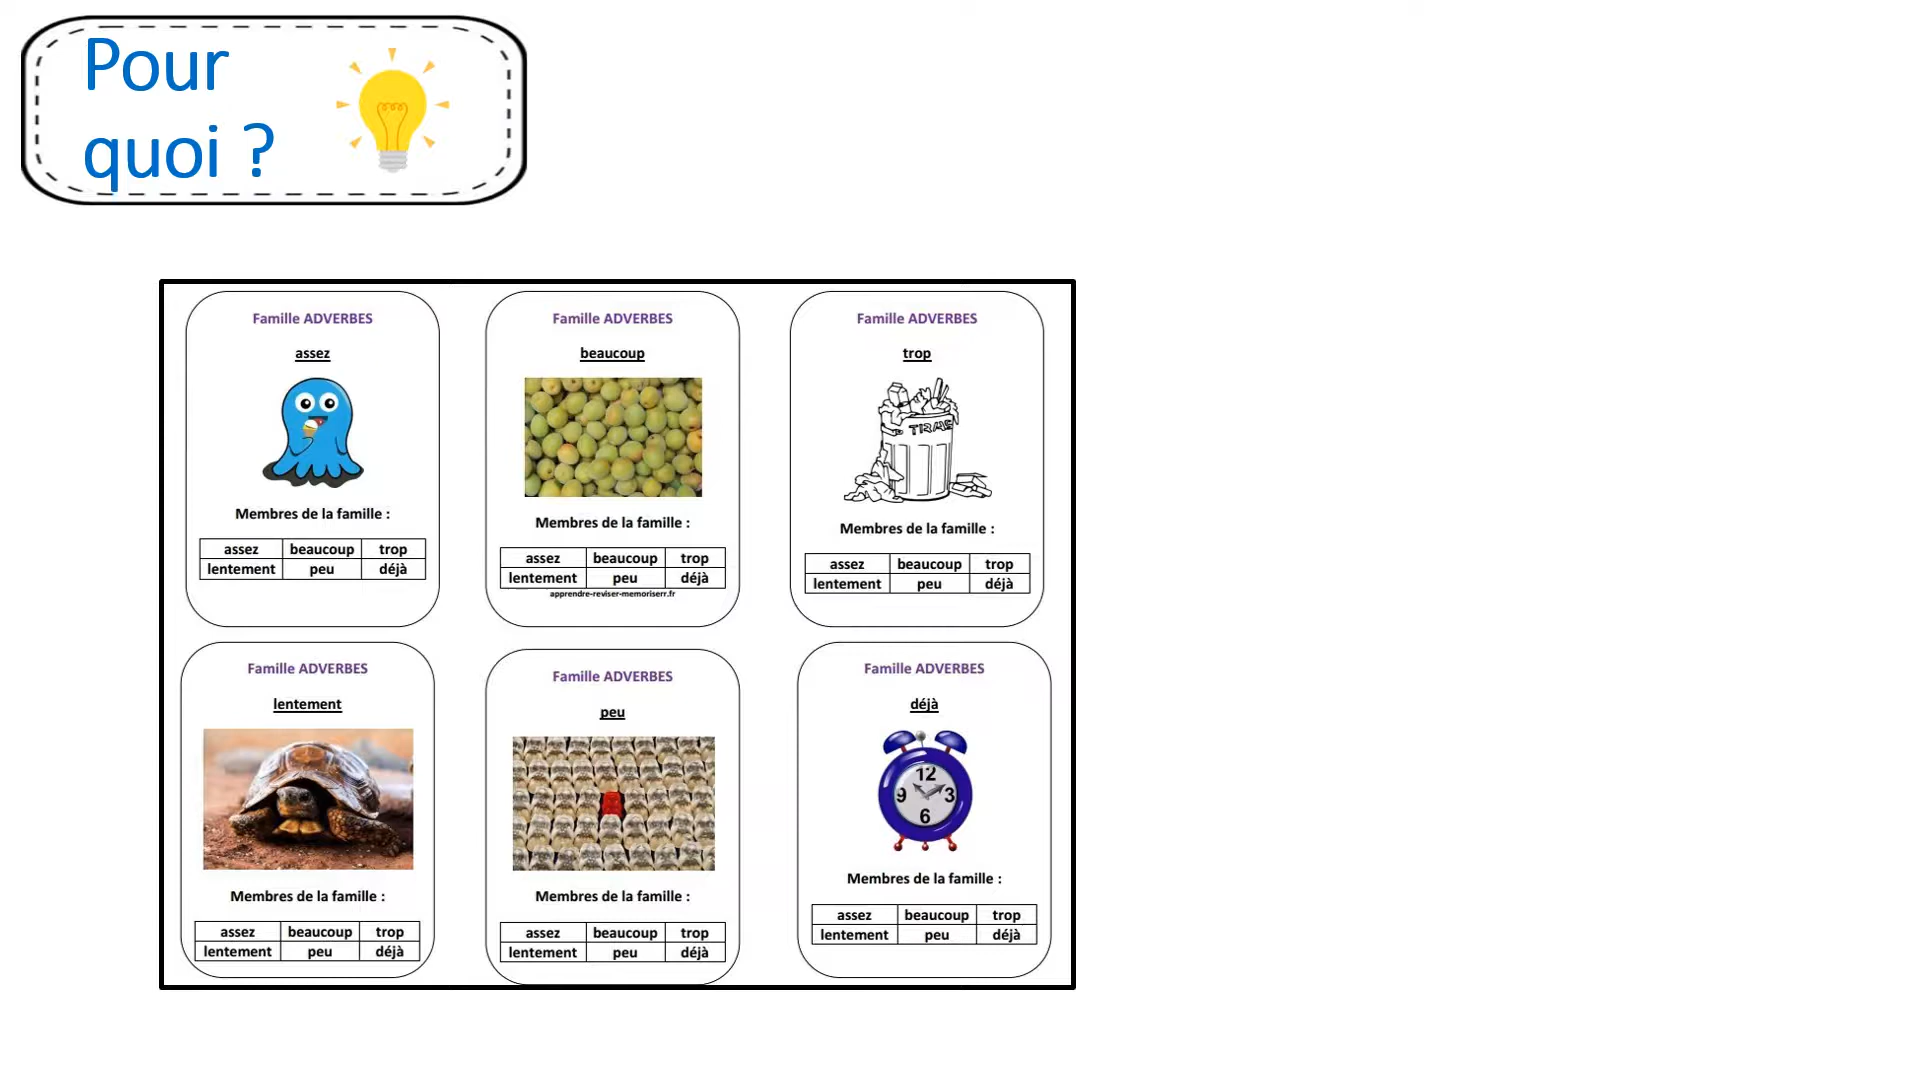 Pour
quoi ?
Famille ADVERBES
assez
Membres de la famille :
assez beaucoup trop
lentement peu déjà
Famille ADVERBES
beaucoup
Membres de la famille :
assez beaucoup trop
lentement peu déjà
apprendre-reviser-memoriserr.fr
Famille ADVERBES
trop
Membres de la famille :
assez beaucoup trop
lentement peu déjà
Famille ADVERBES
lentement
Membres de la famille :
assez beaucoup trop
lentement peu déjà
Famille ADVERBES
peu
Membres de la famille :
assez beaucoup trop
lentement peu déjà
Famille ADVERBES
déjà
12
9 3
6
Membres de la famille :
assez beaucoup trop
lentement peu déjà